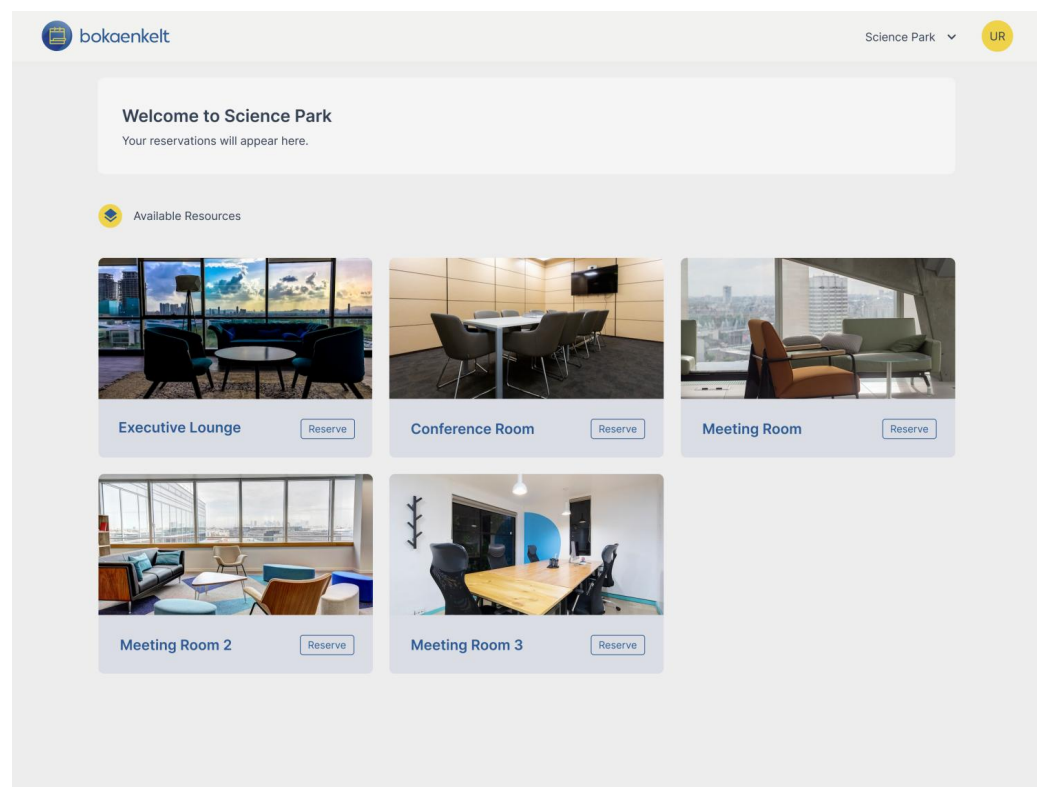 bokaenkelt
Science Park
UR
Welcome to Science Park
Your reservations will appear here.
Available Resources
Executive Lounge
Reserve
Conference Room
Reserve
Meeting Room
Reserve
Meeting Room 2
Reserve
Meeting Room 3
Reserve